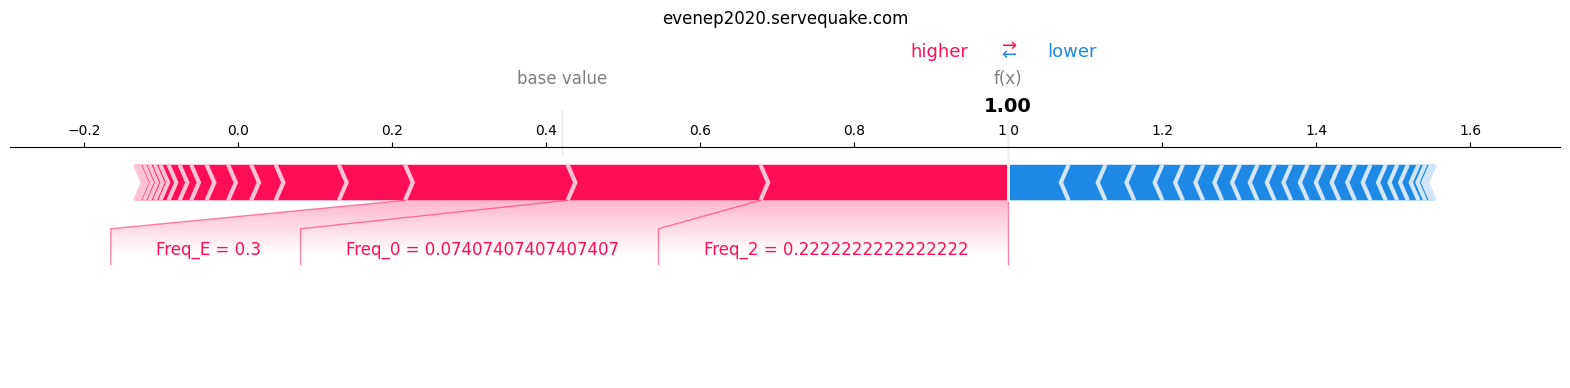 evenep2020.servequake.com
higher ⇄ lower
base value f(x)
1.00
−0.2 0.0 0.2 0.4 0.6 0.8 1.0 1.2 1.4 1.6
Freq_E = 0.3 Freq_0 = 0.07407407407407407 Freq_2 = 0.2222222222222222